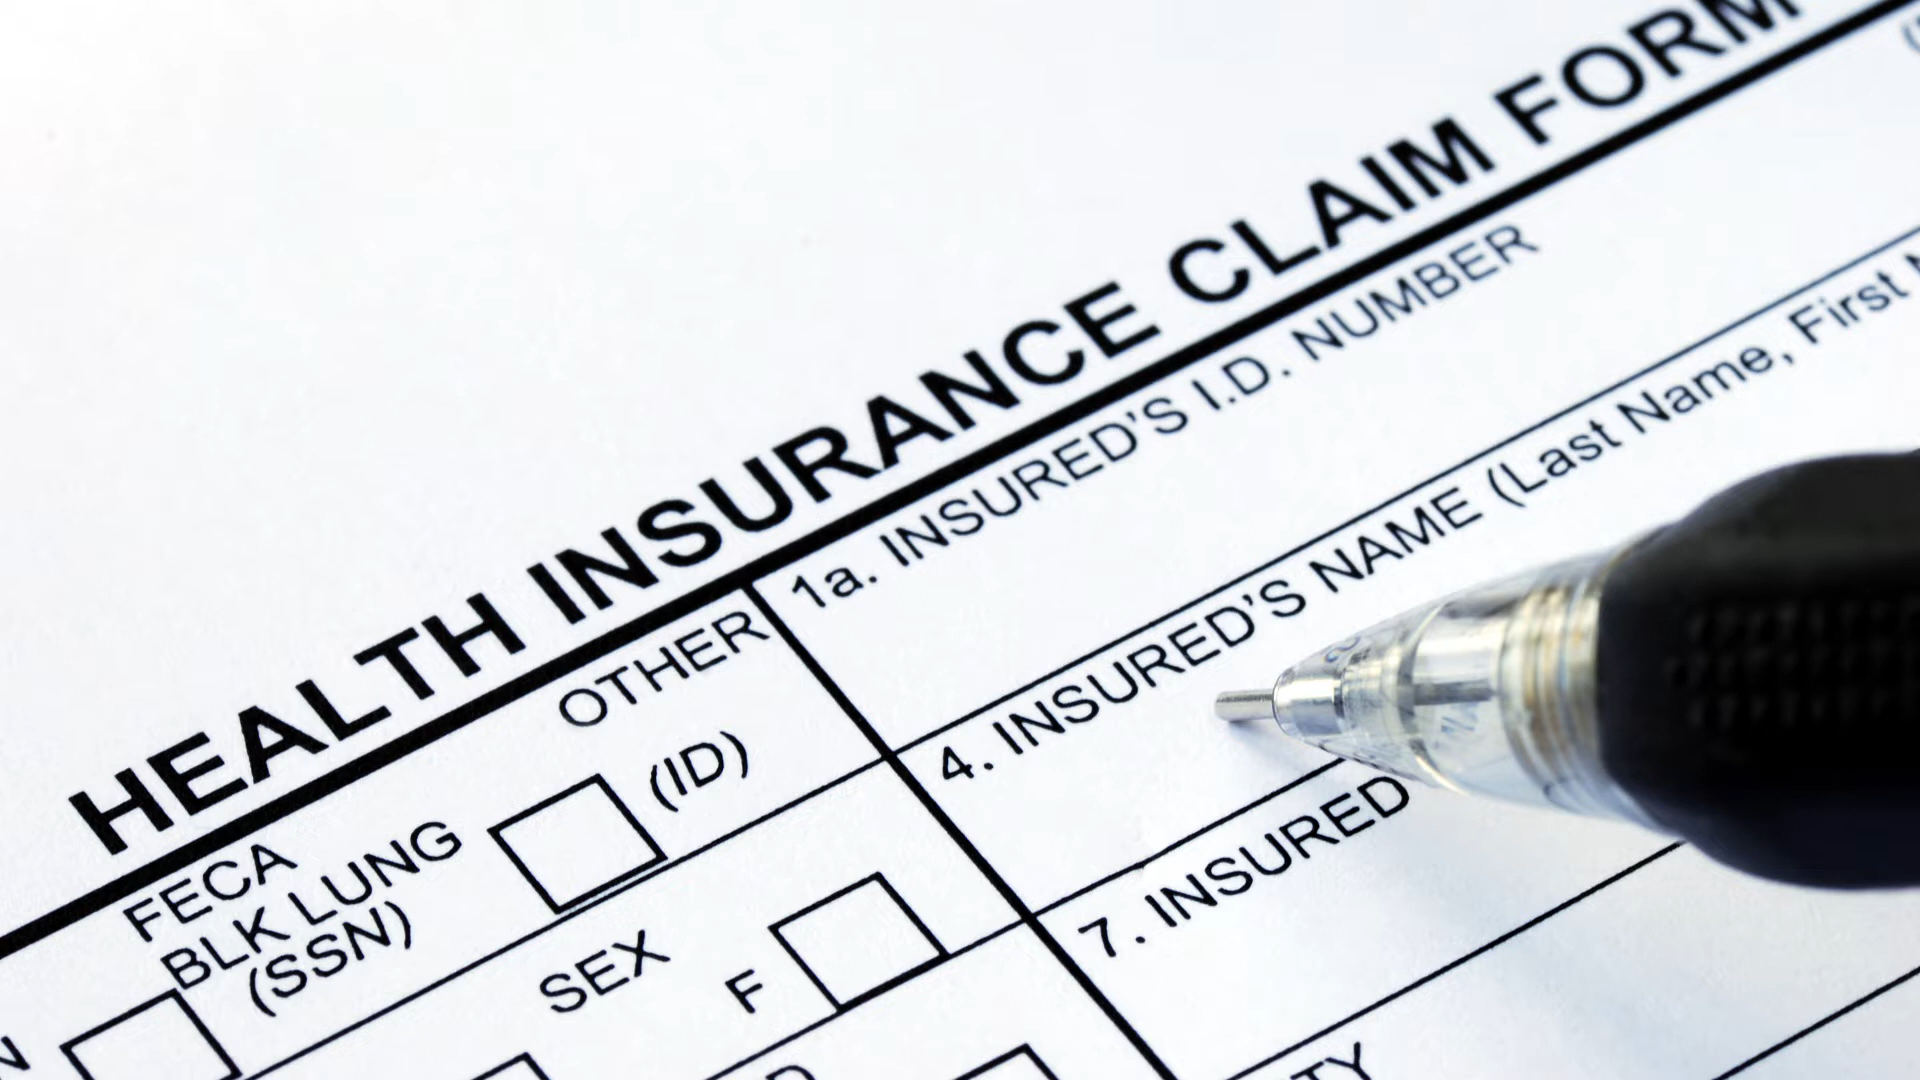 HEALTH INSURANCE CLAIM FORM
OTHER
1a. INSURED'S I.D. NUMBER
FECA
BLK LUNG
(SSN)
(ID)
4. INSURED'S NAME (Last Name, First
SEX
F
7. INSURED